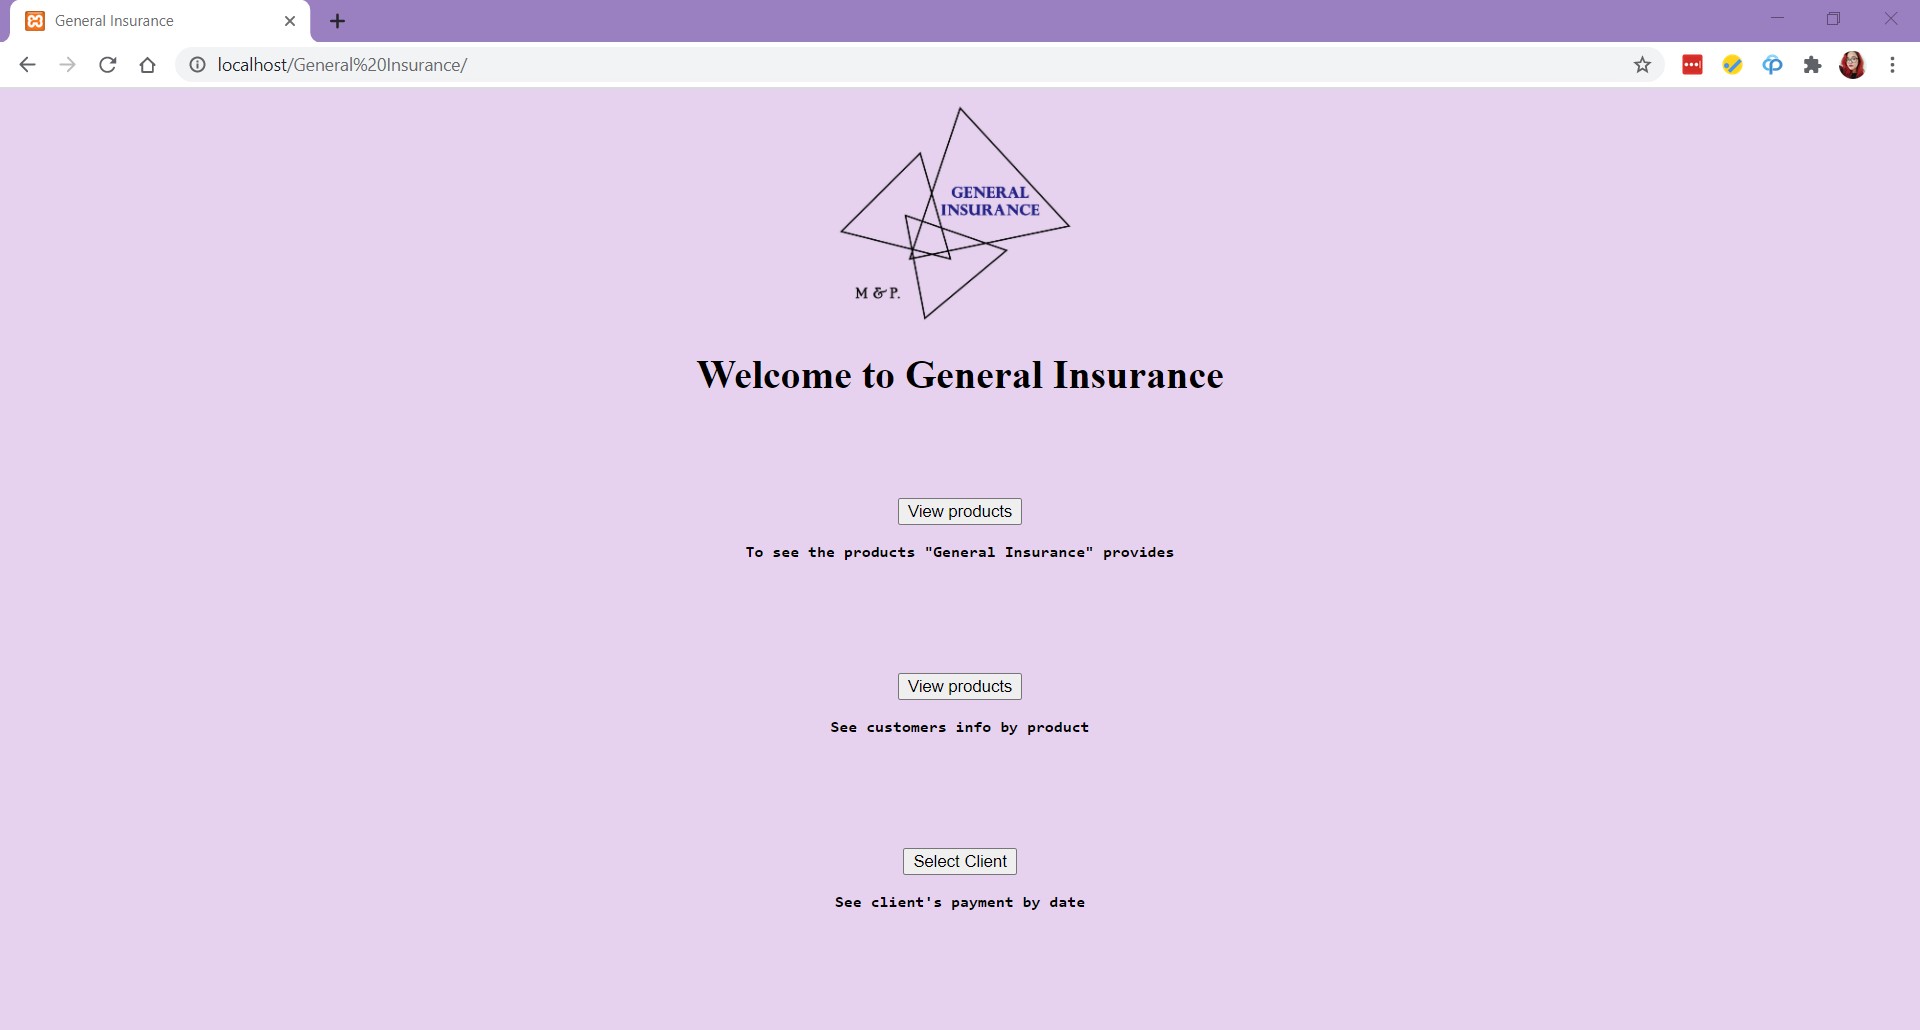 General Insurance
localhost/General%20Insurance/
GENERAL
INSURANCE
M & P.
Welcome to General Insurance
View products
To see the products "General Insurance" provides
View products
See customers info by product
Select Client
See client's payment by date